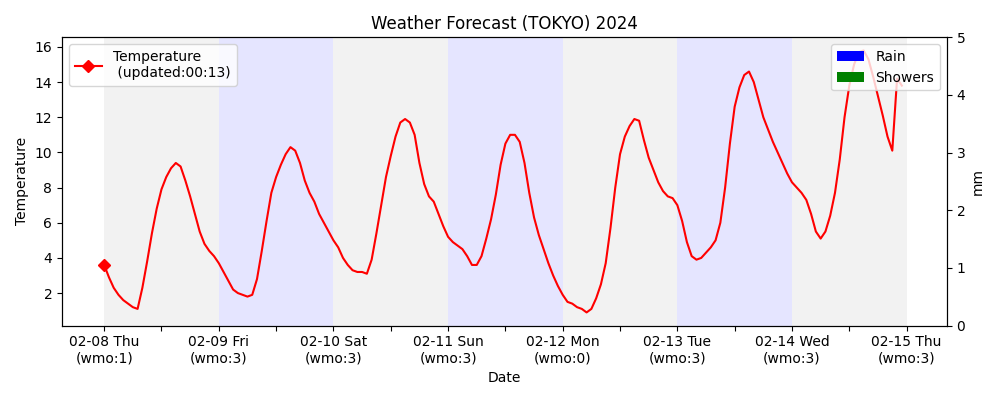 Weather Forecast (TOKYO) 2024
Temperature
(updated:00:13)
Rain
Showers
16
14
12
10
8
6
4
2
Temperature
5
4
3
2
1
0
mm
02-08 Thu
(wmo:1)
02-09 Fri
(wmo:3)
02-10 Sat
(wmo:3)
02-11 Sun
(wmo:3)
02-12 Mon
(wmo:0)
02-13 Tue
(wmo:3)
02-14 Wed
(wmo:3)
02-15 Thu
(wmo:3)
Date